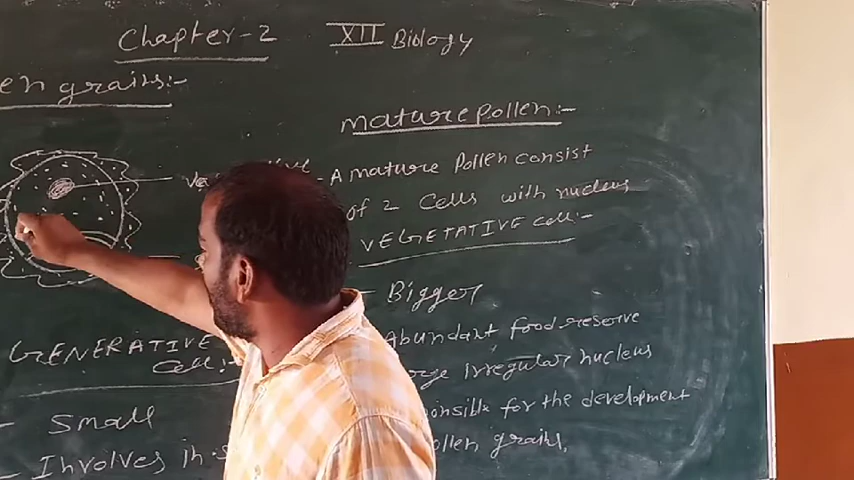 Chapter-2 XII Biology
en grains:-
mature Pollen:-
A mature Pollen consist
of 2 cells with nucleus
VEGETATIVE cell:-
Bigger
Abundant food reserve
Irregular nucleus
for its development
Pollen grains.
GENERATIVE
cell:-
small
Involves in